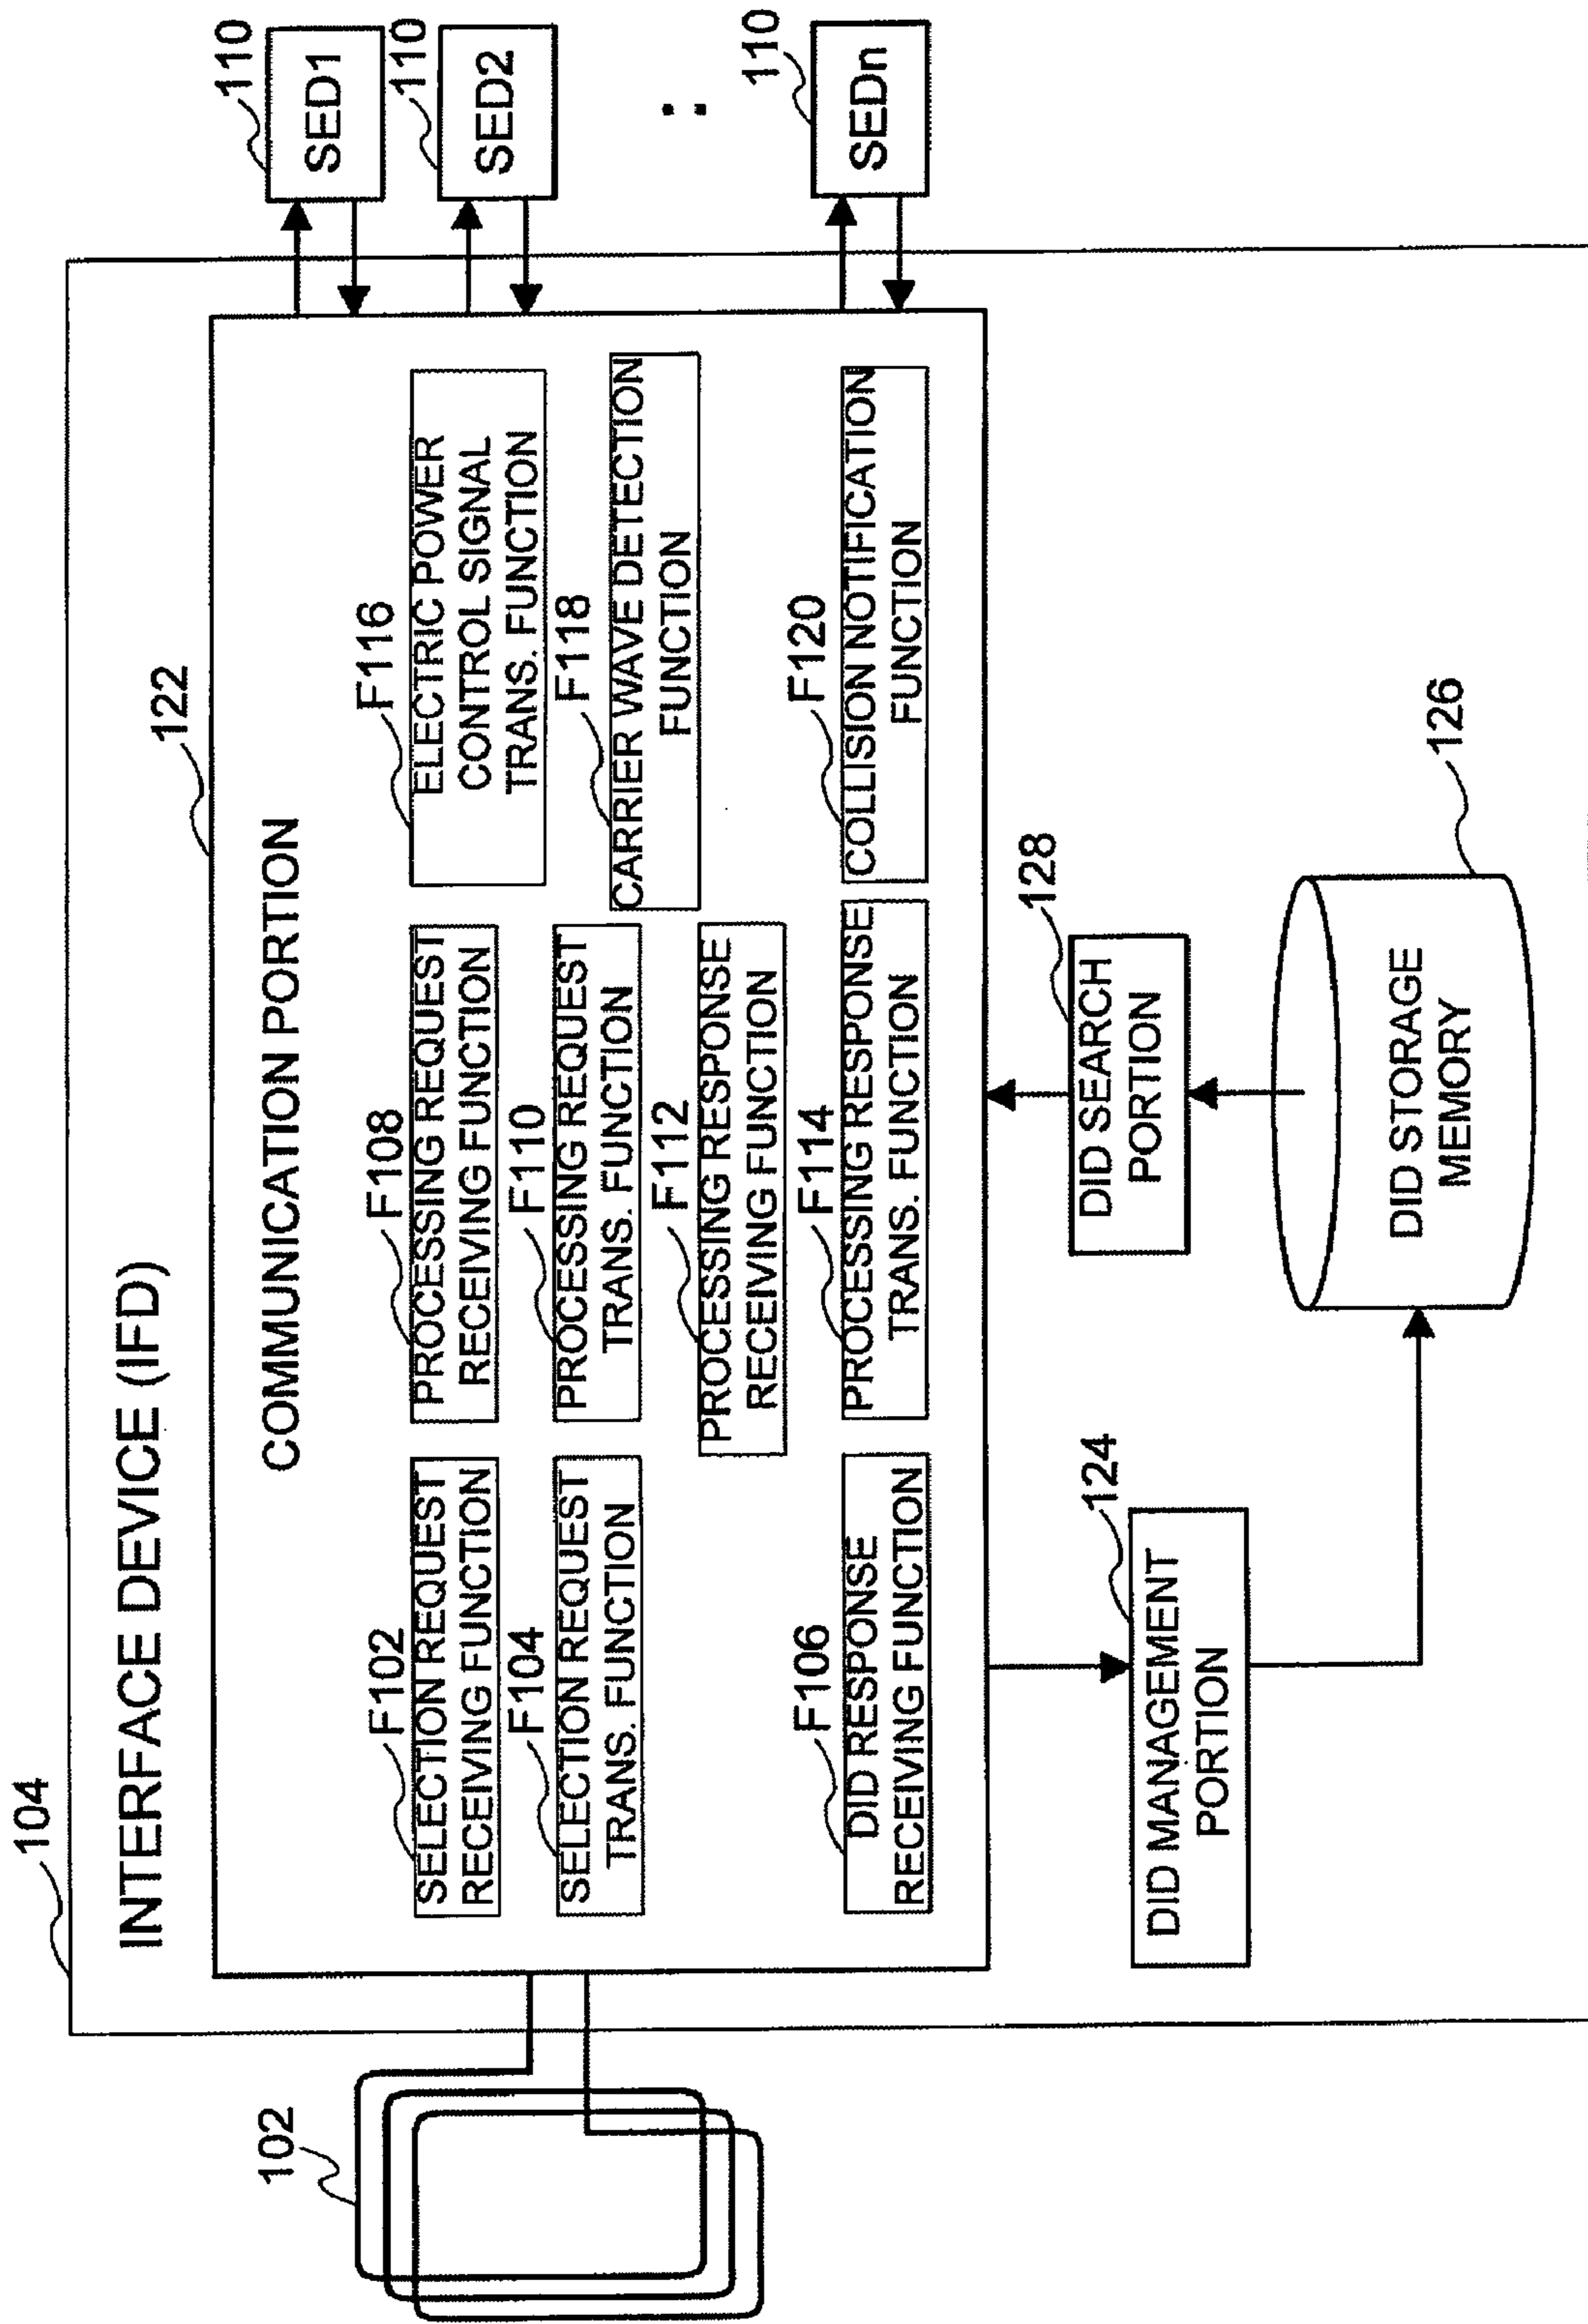 104
INTERFACE DEVICE (IFD)
122
COMMUNICATION PORTION
102
F102
SELECTION REQUEST
RECEIVING FUNCTION
F104
SELECTION REQUEST
TRANS. FUNCTION
F106
DID RESPONSE
RECEIVING FUNCTION
F108
PROCESSING REQUEST
RECEIVING FUNCTION
F110
PROCESSING REQUEST
TRANS. FUNCTION
F112
PROCESSING RESPONSE
RECEIVING FUNCTION
F114
PROCESSING RESPONSE
TRANS. FUNCTION
F116
ELECTRIC POWER
CONTROL SIGNAL
TRANS. FUNCTION
F118
CARRIER WAVE DETECTION
FUNCTION
F120
COLLISION NOTIFICATION
FUNCTION
110
SED1
110
SED2
:
110
SEDn
124
DID MANAGEMENT
PORTION
128
DID SEARCH
PORTION
126
DID STORAGE
MEMORY